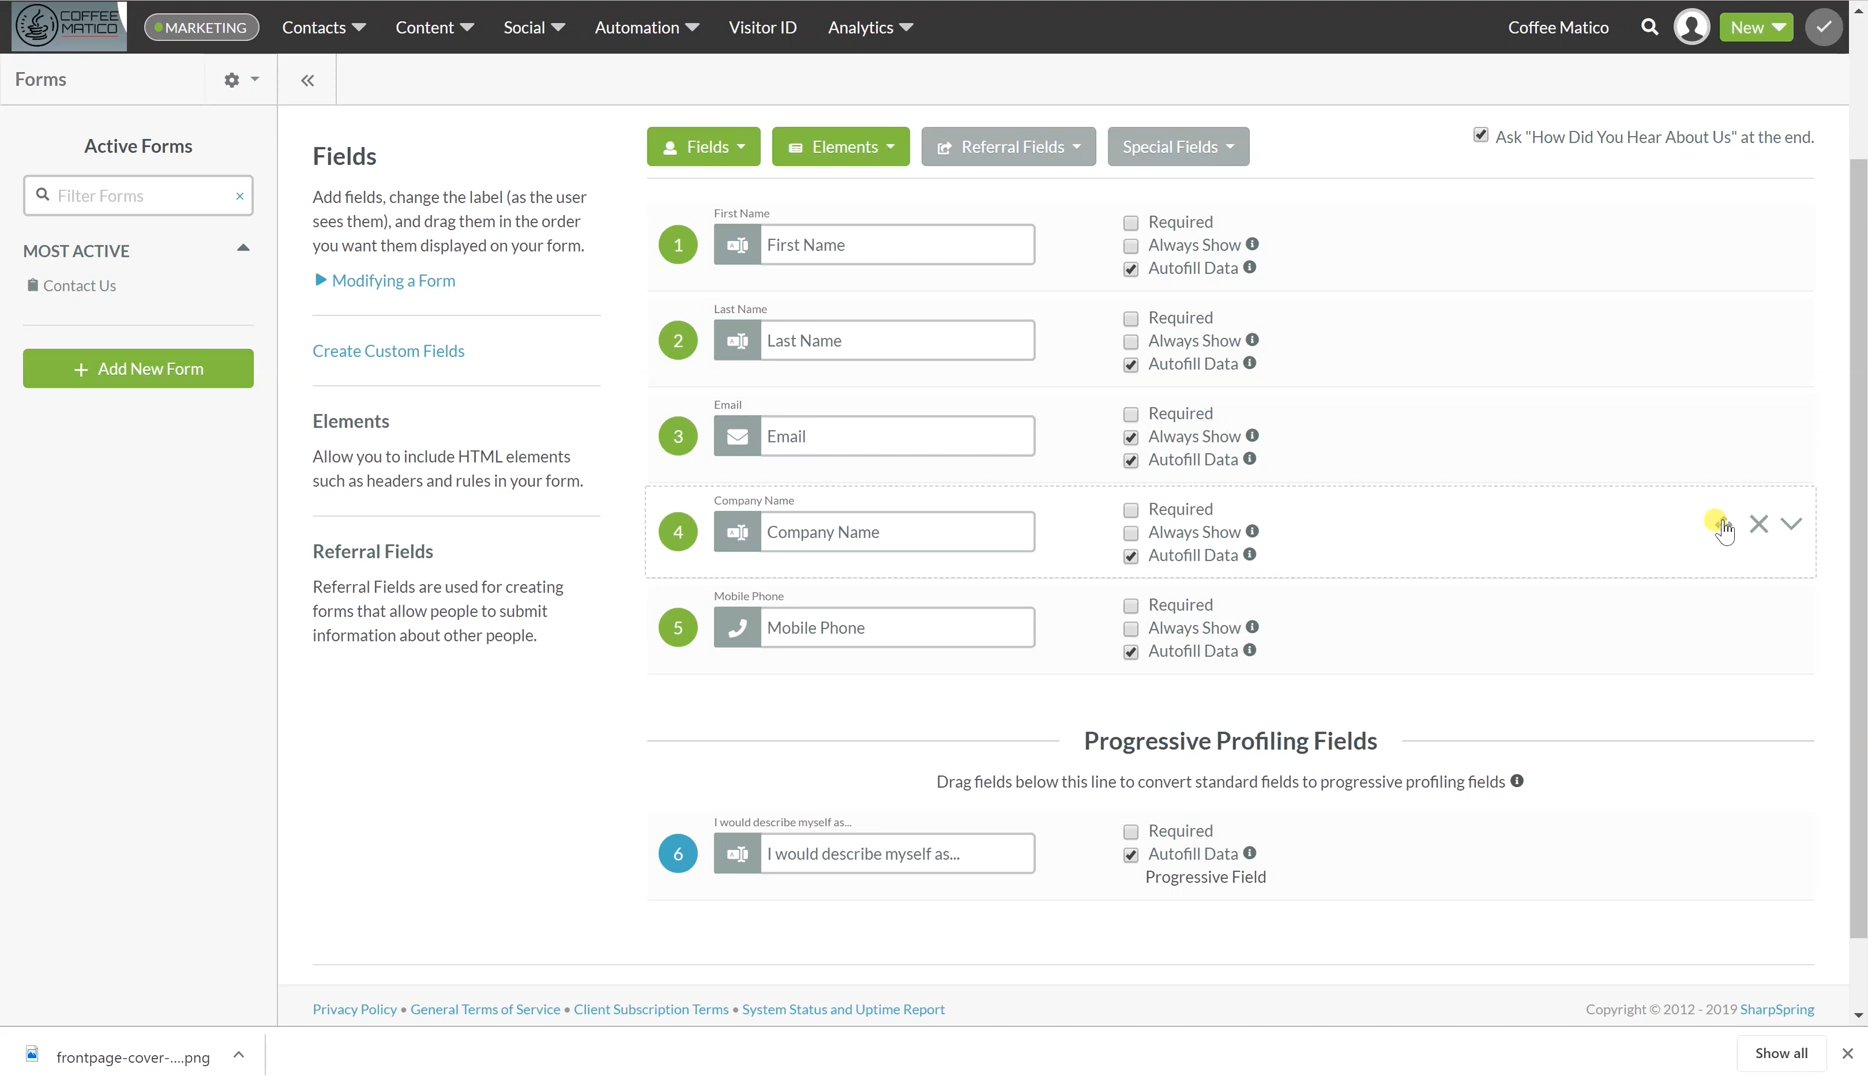 COFFEE
MATICO
MARKETING
Contacts
Content
Social
Automation
Visitor ID
Analytics
Coffee Matico
New
Forms
Active Forms
Filter Forms
×
MOST ACTIVE
Contact Us
+ Add New Form
Fields
Add fields, change the label (as the user
sees them), and drag them in the order
you want them displayed on your form.
Modifying a Form
Create Custom Fields
Elements
Allow you to include HTML elements
such as headers and rules in your form.
Referral Fields
Referral Fields are used for creating
forms that allow people to submit
information about other people.
Fields
Elements
Referral Fields
Special Fields
Ask "How Did You Hear About Us" at the end.
First Name
1
First Name
Required
Always Show
Autofill Data
Last Name
2
Last Name
Required
Always Show
Autofill Data
Email
3
Email
Required
Always Show
Autofill Data
Company Name
4
Company Name
Required
Always Show
Autofill Data
Mobile Phone
5
Mobile Phone
Required
Always Show
Autofill Data
Progressive Profiling Fields
Drag fields below this line to convert standard fields to progressive profiling fields
I would describe myself as...
6
I would describe myself as...
Required
Autofill Data
Progressive Field
Privacy Policy • General Terms of Service • Client Subscription Terms • System Status and Uptime Report
Copyright © 2012 - 2019 SharpSpring
frontpage-cover-....png
Show all